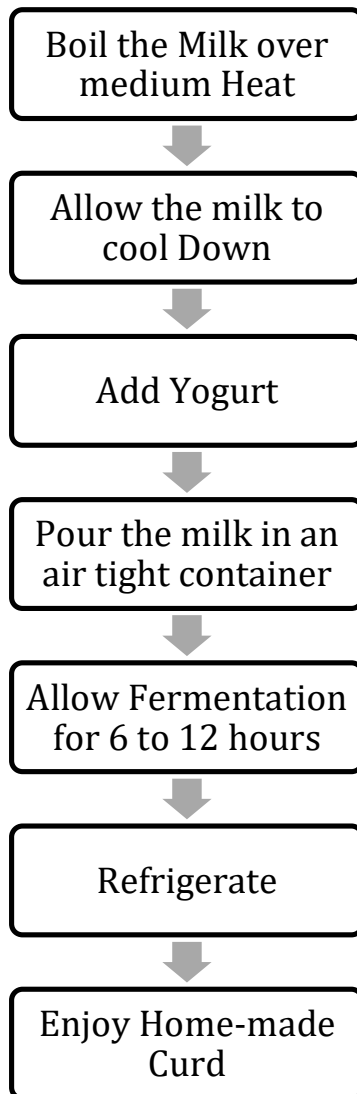 Boil the Milk over
medium Heat
Allow the milk to
cool Down
Add Yogurt
Pour the milk in an
air tight container
Allow Fermentation
for 6 to 12 hours
Refrigerate
Enjoy Home-made
Curd